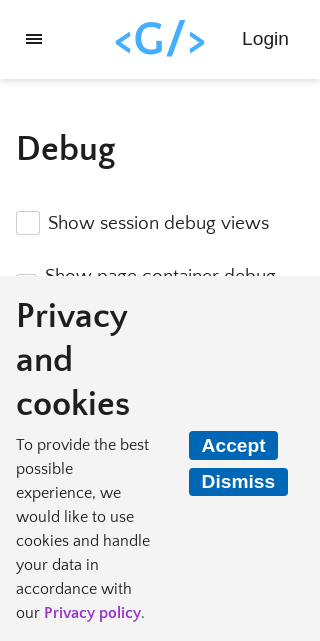 <G/>
Login
Debug
Show session debug views
Show page container debug
Privacy
and
cookies
To provide the best
possible
experience, we
would like to use
cookies and handle
your data in
accordance with
our Privacy policy.
Accept
Dismiss